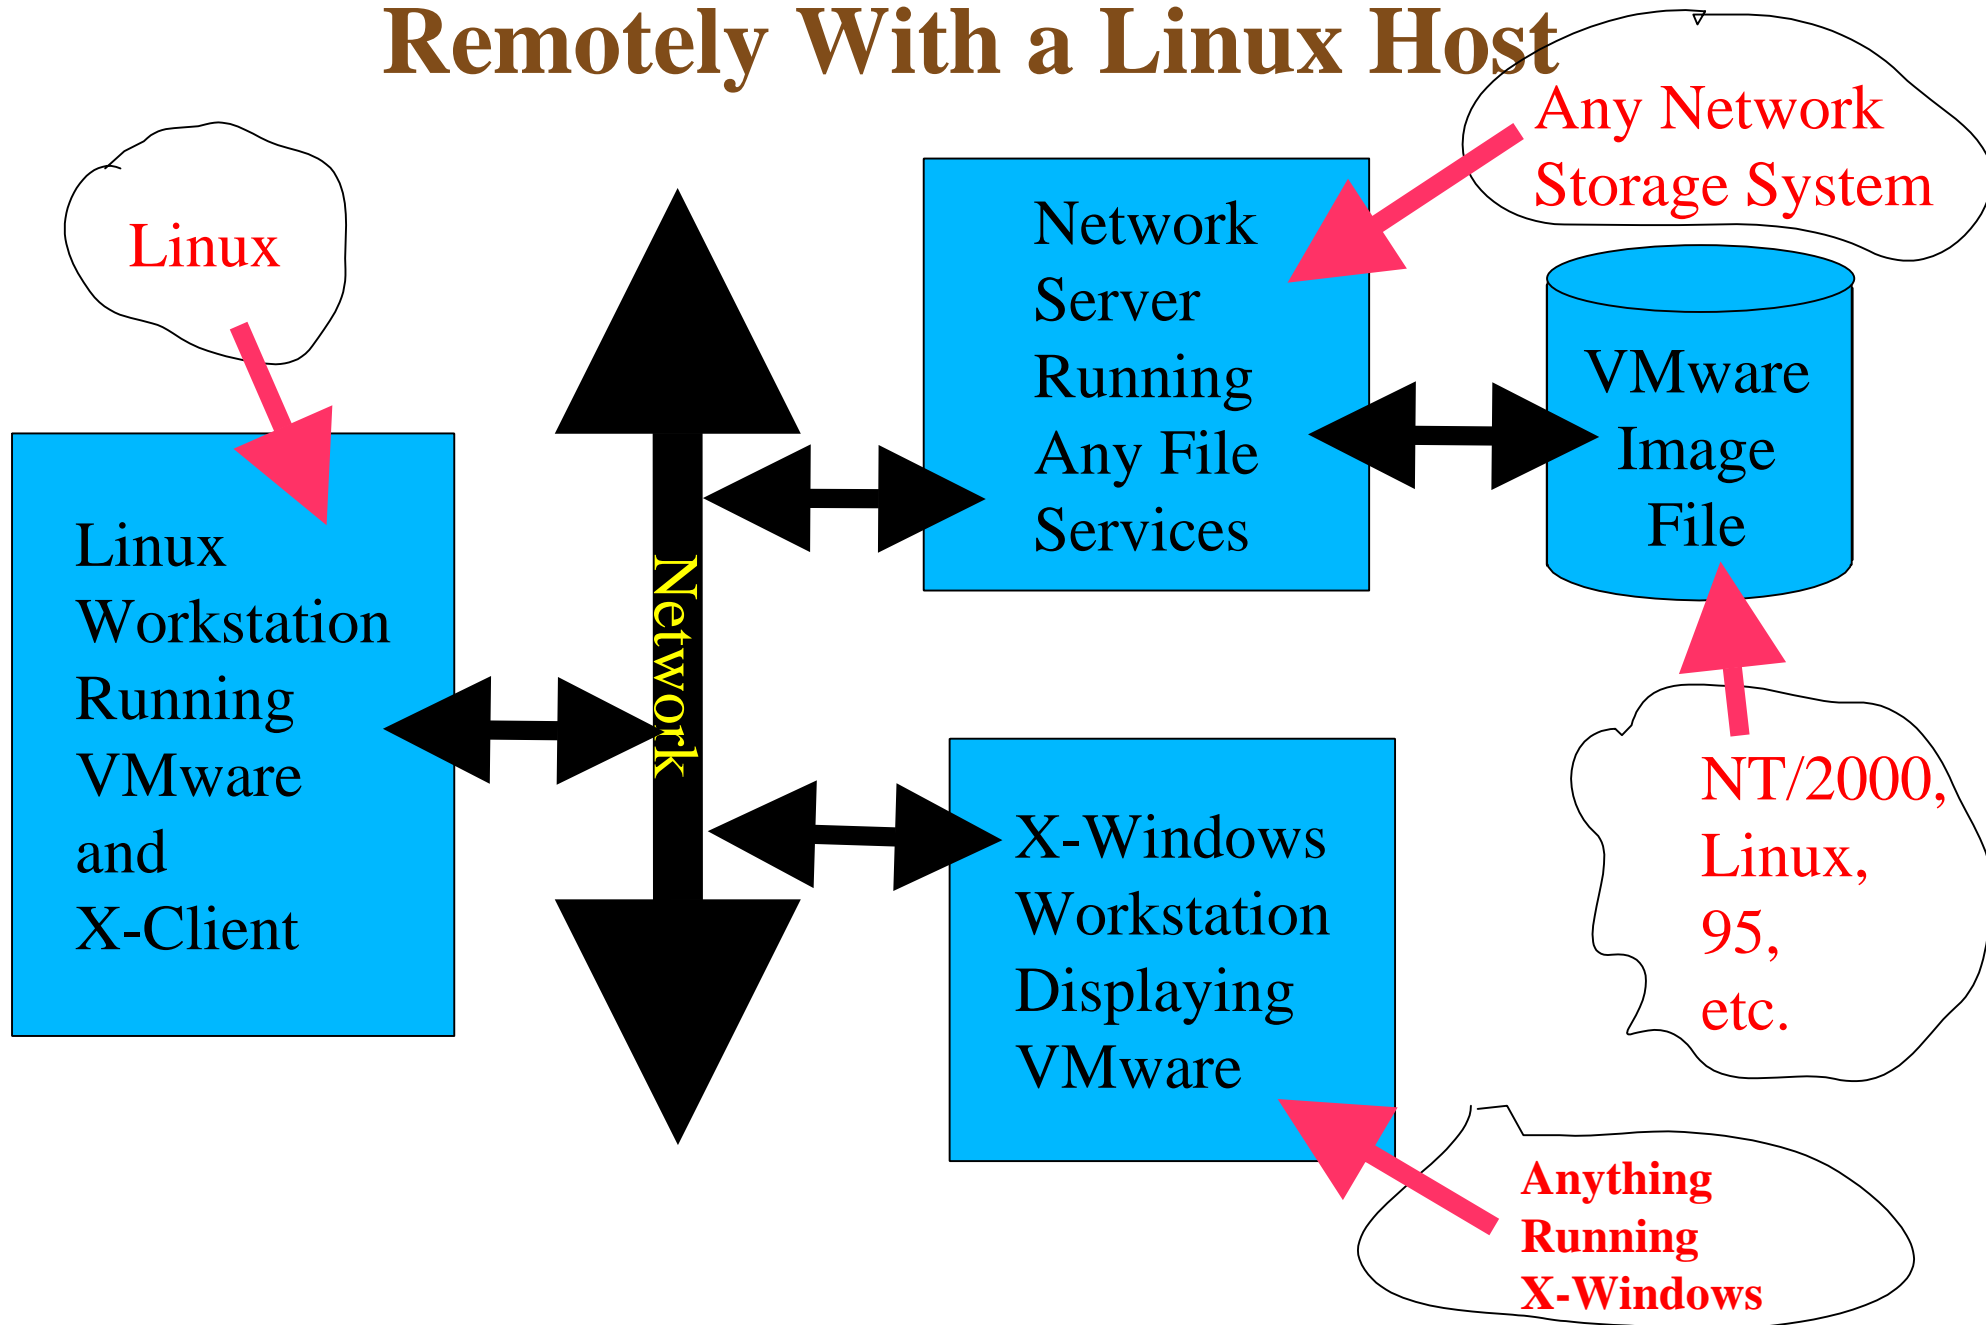 Remotely With a Linux Host
Linux
Linux
Workstation
Running
VMware
and
X-Client
Network
Network
Server
Running
Any File
Services
Any Network
Storage System
VMware
Image
File
NT/2000,
Linux,
95,
etc.
X-Windows
Workstation
Displaying
VMware
Anything
Running
X-Windows